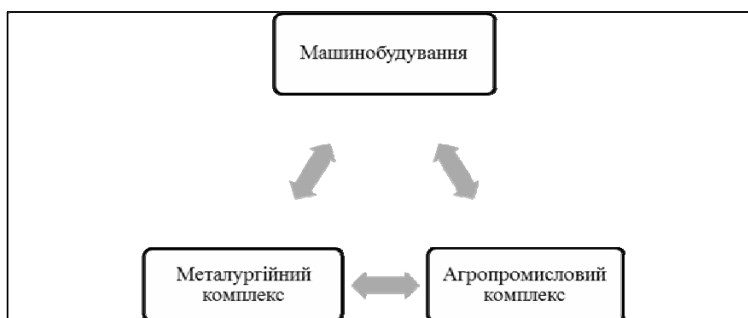 Машинобудування
Металургійний
комплекс
Агропромисловий
комплекс